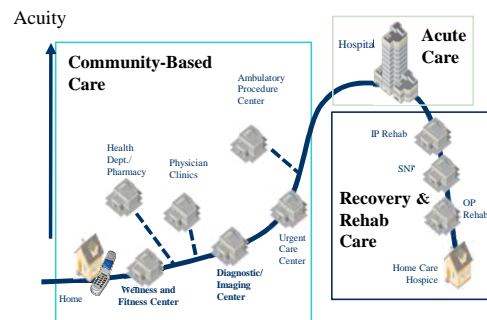 Acuity
Community-Based
Care
Ambulatory
Procedure
Center
Health
Dept./
Pharmacy
Physician
Clinics
Urgent
Care
Center
Diagnostic/
Imaging
Center
Wellness and
Fitness Center
Home
Hospital
Acute
Care
IP Rehab
SNF
OP
Rehab
Recovery &
Rehab
Care
Home Care
Hospice